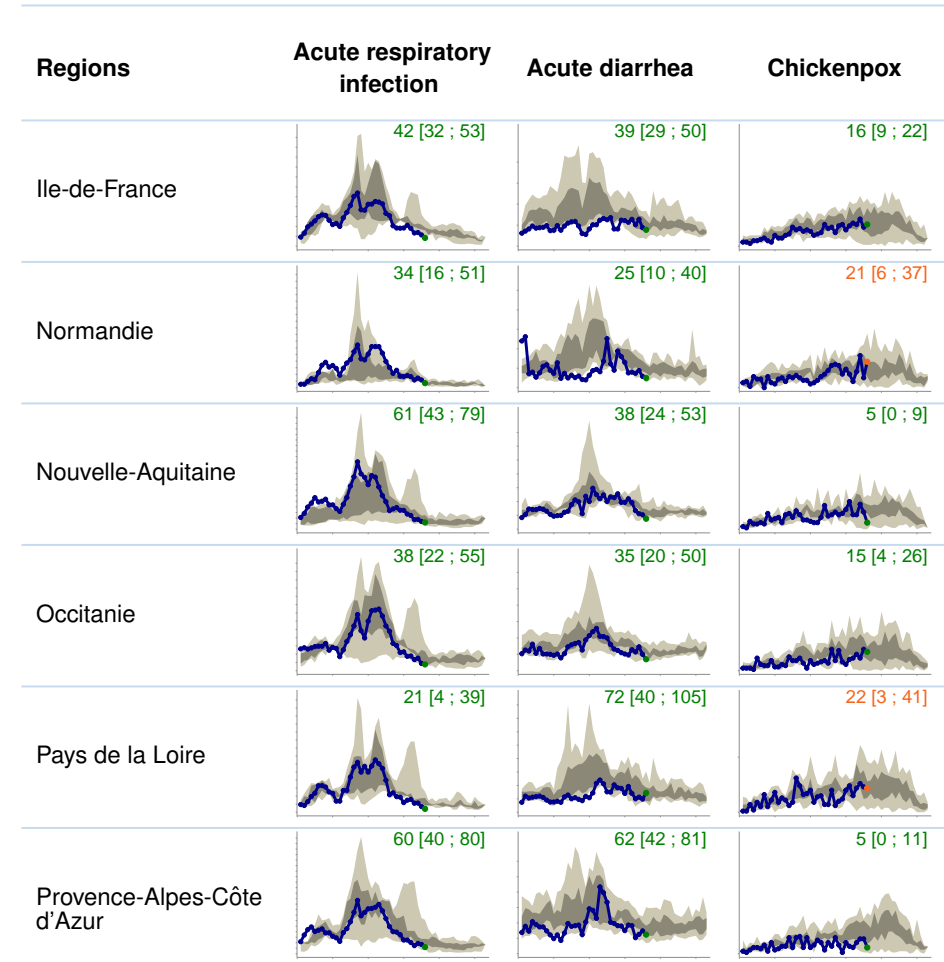 Regions
Acute respiratory
infection
Acute diarrhea
Chickenpox
Ile-de-France
42 [32 ; 53]
39 [29 ; 50]
16 [9 ; 22]
Normandie
34 [16 ; 51]
25 [10 ; 40]
21 [6 ; 37]
Nouvelle-Aquitaine
61 [43 ; 79]
38 [24 ; 53]
5 [0 ; 9]
Occitanie
38 [22 ; 55]
35 [20 ; 50]
15 [4 ; 26]
Pays de la Loire
21 [4 ; 39]
72 [40 ; 105]
22 [3 ; 41]
Provence-Alpes-Côte
d'Azur
60 [40 ; 80]
62 [42 ; 81]
5 [0 ; 11]